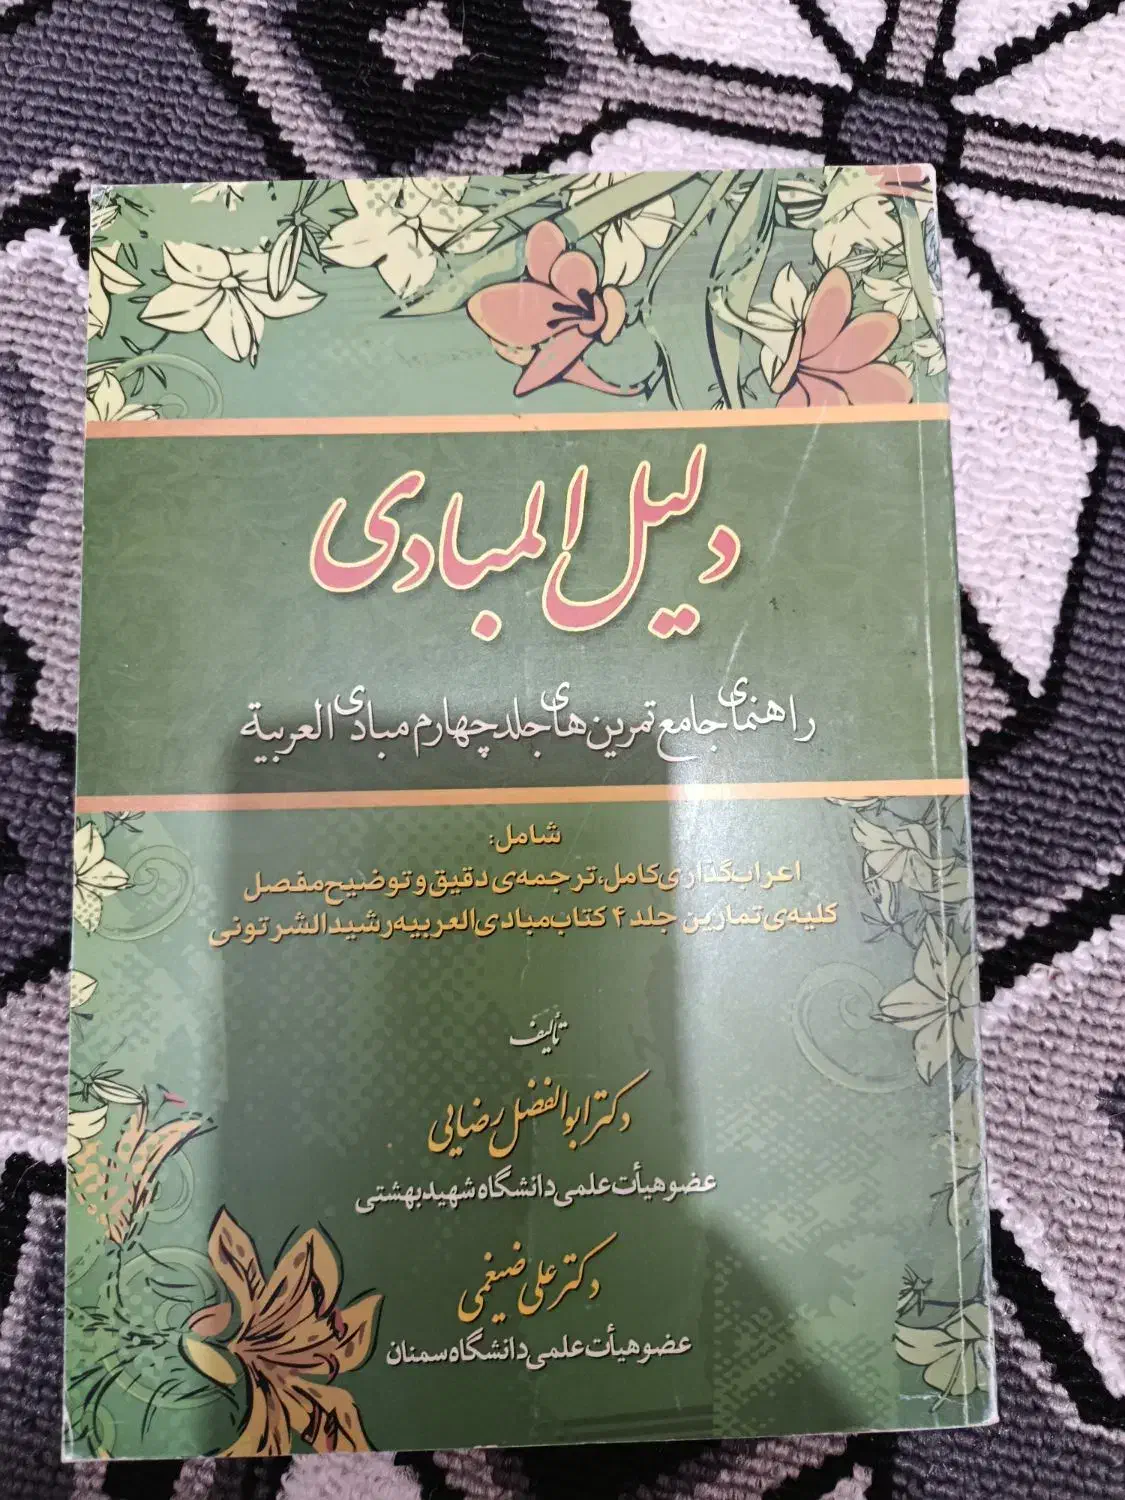 دلیل المبادی
راهنمای جامع تمرین های جلد چهارم مبادی العربیة
شامل:
اعراب‌گذاری کامل، ترجمه‌ی دقیق و توضیح مفصل
کلیه‌ی تمارین جلد ۴ کتاب مبادی العربیه رشید الشرتونی
تألیف
دکتر ابوالفضل رضایی
عضو هیأت علمی دانشگاه شهید بهشتی
دکتر علی ضیغمی
عضو هیأت علمی دانشگاه سمنان